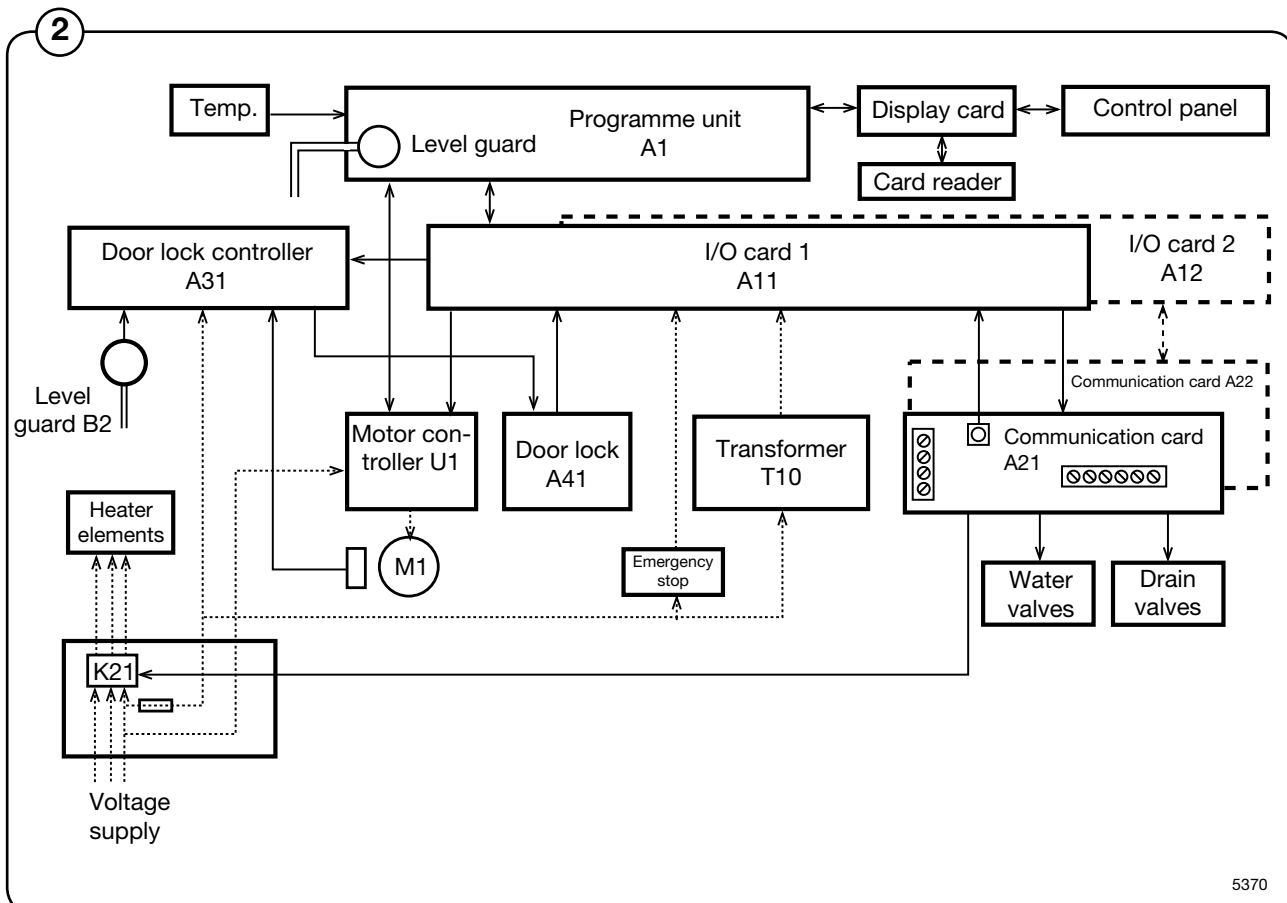 2
Temp.
Programme unit
A1
Level guard
Display card
Control panel
Card reader
Door lock controller
A31
I/O card 1
A11
I/O card 2
A12
Level
guard B2
Motor con-
troller U1
Door lock
A41
Transformer
T10
Communication card A22
Communication card
A21
Heater
elements
M1
Emergency
stop
Water
valves
Drain
valves
K21
Voltage
supply
5370